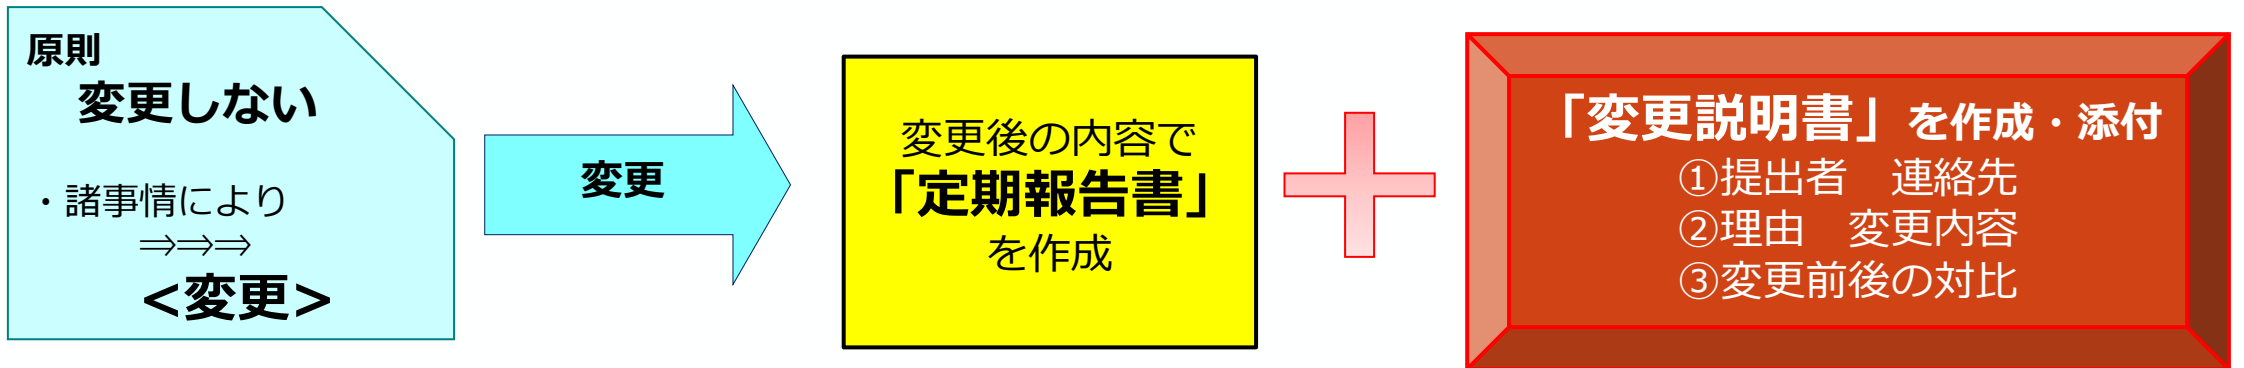 原則
変更しない
・諸事情により
⇒⇒⇒
<変更>
変更
変更後の内容で
「定期報告書」
を作成
「変更説明書」を作成・添付
①提出者　連絡先
②理由　変更内容
③変更前後の対比